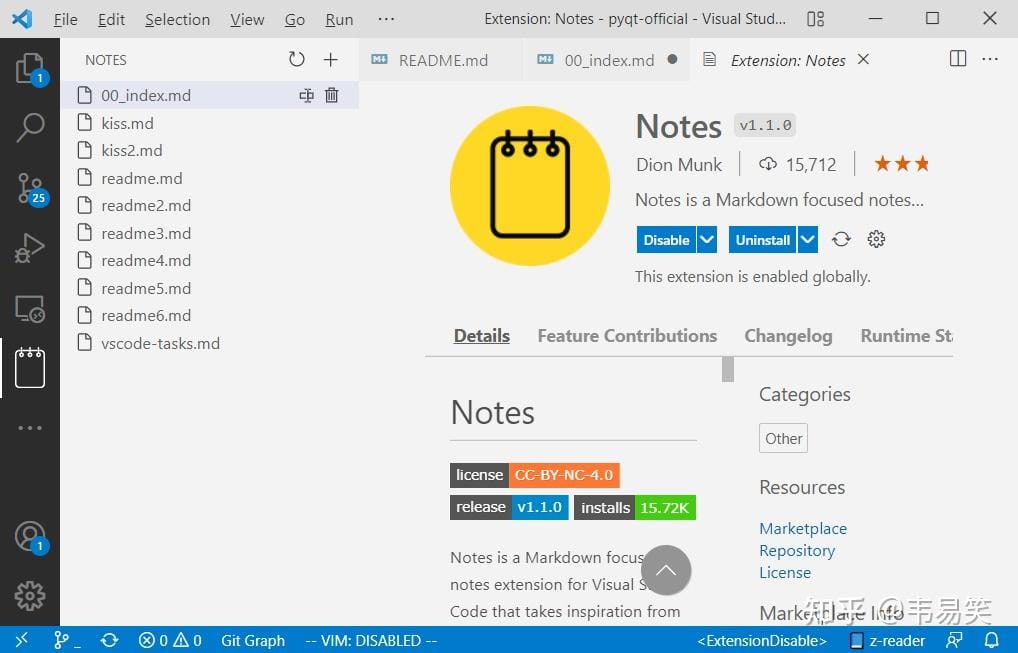 File Edit Selection View Go Run ··· Extension: Notes - pyqt-official - Visual Stud...
NOTES
README.md
00_index.md
Extension: Notes
1
25
00_index.md
kiss.md
kiss2.md
readme.md
readme2.md
readme3.md
readme4.md
readme5.md
readme6.md
vscode-tasks.md
1
Notes v1.1.0
Dion Munk 15,712
Notes is a Markdown focused notes...
Disable Uninstall
This extension is enabled globally.
Details Feature Contributions Changelog Runtime Sta
Notes
license CC-BY-NC-4.0
release v1.1.0 installs 15.72K
Notes is a Markdown focus
notes extension for Visual S
Code that takes inspiration from
Categories
Other
Resources
Marketplace
Repository
License
Marketplace Info
知乎 @韦易笑
0 0 Git Graph -- VIM: DISABLED -- <ExtensionDisable> z-reader